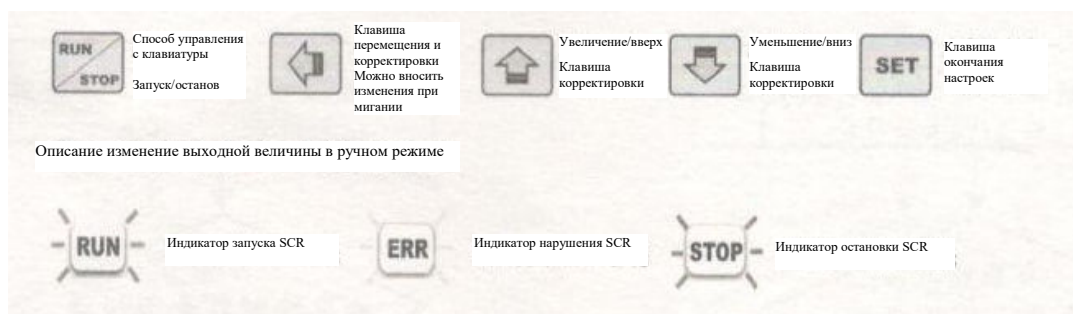 RUN
STOP
Способ управления
с клавиатуры
Запуск/останов
Клавиша
перемещения и
корректировки
Можно вносить
изменения при
мигании
Увеличение/вверх
Клавиша
корректировки
Уменьшение/вниз
Клавиша
корректировки
SET
Клавиша
окончания
настроек
Описание изменение выходной величины в ручном режиме
RUN
Индикатор запуска SCR
ERR
Индикатор нарушения SCR
STOP
Индикатор остановки SCR